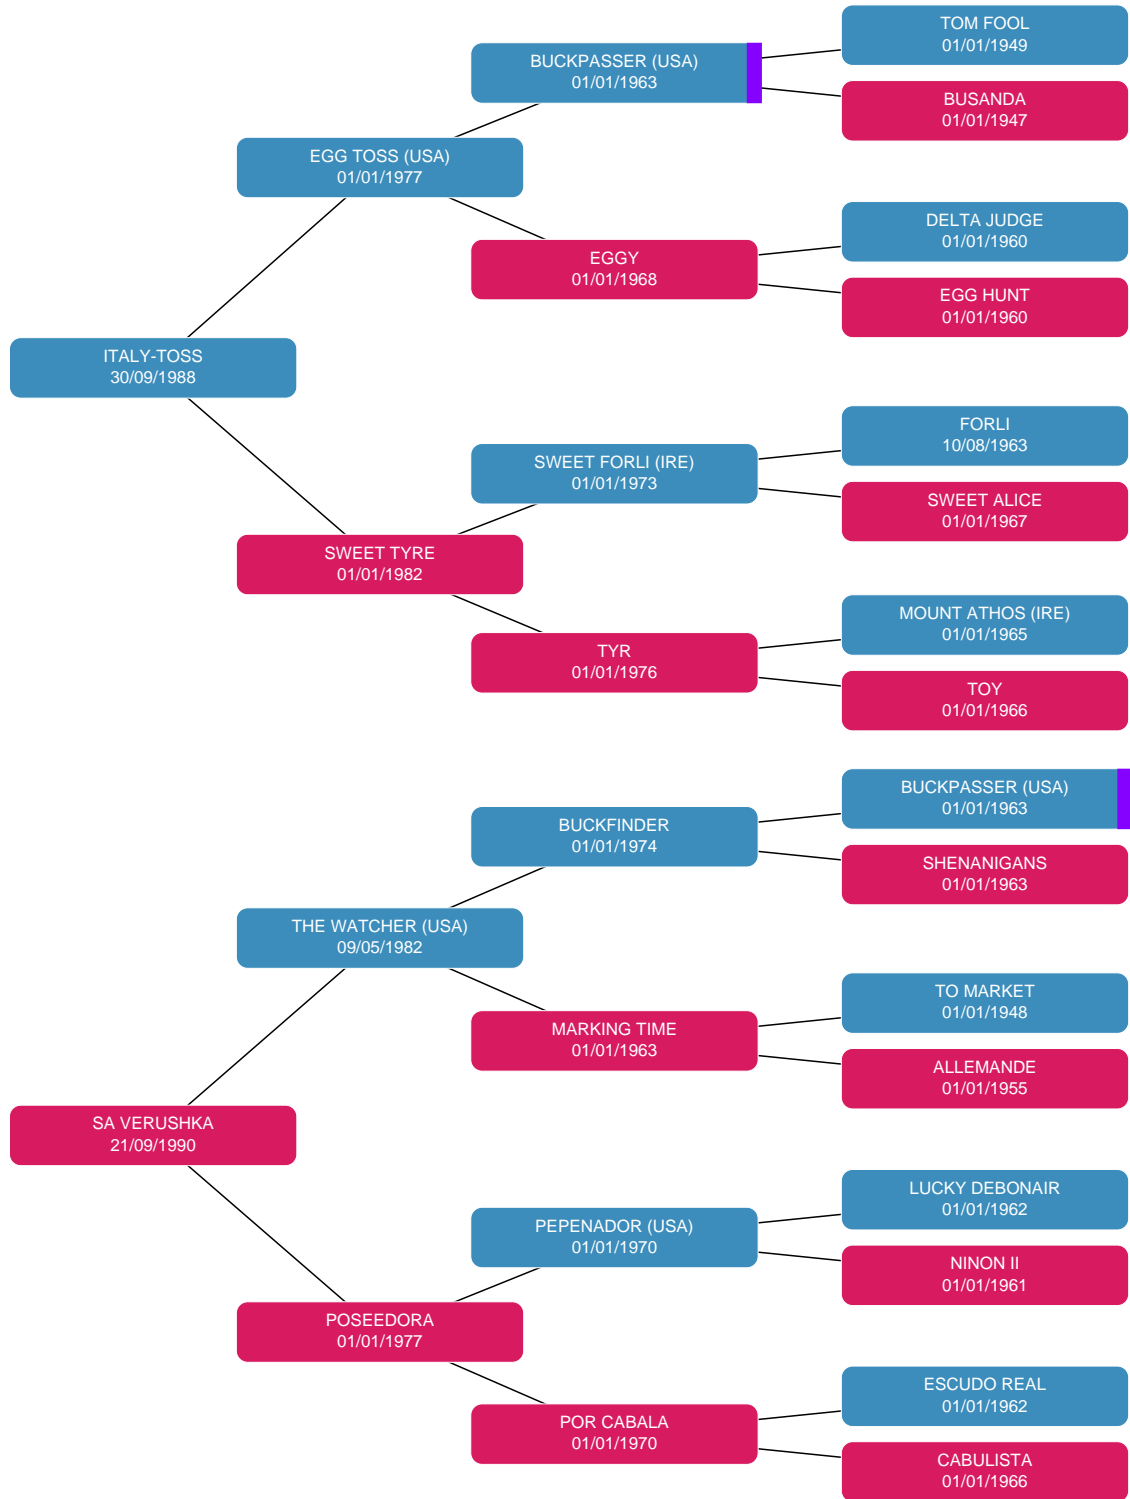 TOM FOOL
01/01/1949
BUCKPASSER (USA)
01/01/1963
BUSANDA
01/01/1947
EGG TOSS (USA)
01/01/1977
DELTA JUDGE
01/01/1960
EGGY
01/01/1968
EGG HUNT
01/01/1960
ITALY-TOSS
30/09/1988
FORLI
10/08/1963
SWEET FORLI (IRE)
01/01/1973
SWEET ALICE
01/01/1967
SWEET TYRE
01/01/1982
MOUNT ATHOS (IRE)
01/01/1965
TYR
01/01/1976
TOY
01/01/1966
BUCKPASSER (USA)
01/01/1963
BUCKFINDER
01/01/1974
SHENANIGANS
01/01/1963
THE WATCHER (USA)
09/05/1982
TO MARKET
01/01/1948
MARKING TIME
01/01/1963
ALLEMANDE
01/01/1955
SA VERUSHKA
21/09/1990
LUCKY DEBONAIR
01/01/1962
PEPENADOR (USA)
01/01/1970
NINON II
01/01/1961
POSEEDORA
01/01/1977
ESCUDO REAL
01/01/1962
POR CABALA
01/01/1970
CABULISTA
01/01/1966